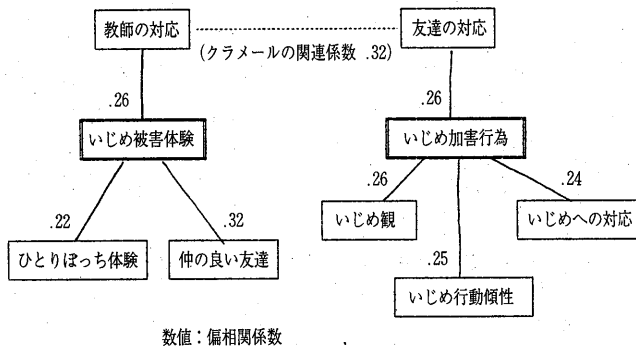 教師の対応
友達の対応
(クラメールの関連係数 .32)
.26
.26
いじめ被害体験
いじめ加害行為
.22
.32
.26
.24
いじめ観
いじめへの対応
ひとりぼっち体験
仲の良い友達
.25
いじめ行動傾性
数値：偏相関係数